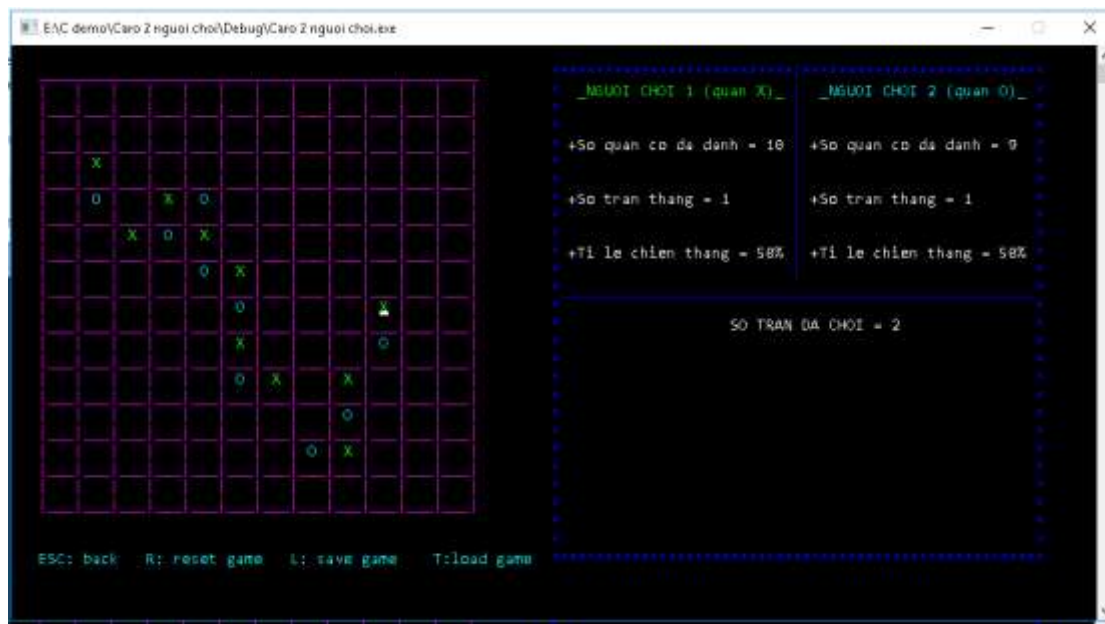 E:\C demo\Caro 2 nguoi choi\Debug\Caro 2 nguoi choi.exe
_NGUOI CHOI 1 (quan X)_ _NGUOI CHOI 2 (quan O)_
+So quan co da danh = 10 +So quan co da danh = 9
+So tran thang = 1 +So tran thang = 1
+Ti le chien thang = 50% +Ti le chien thang = 50%
SO TRAN DA CHOI = 2
X
O X O
X O X
O X
O X
X O
O X X
O
O X
ESC: back R: reset game L: save game T:load game